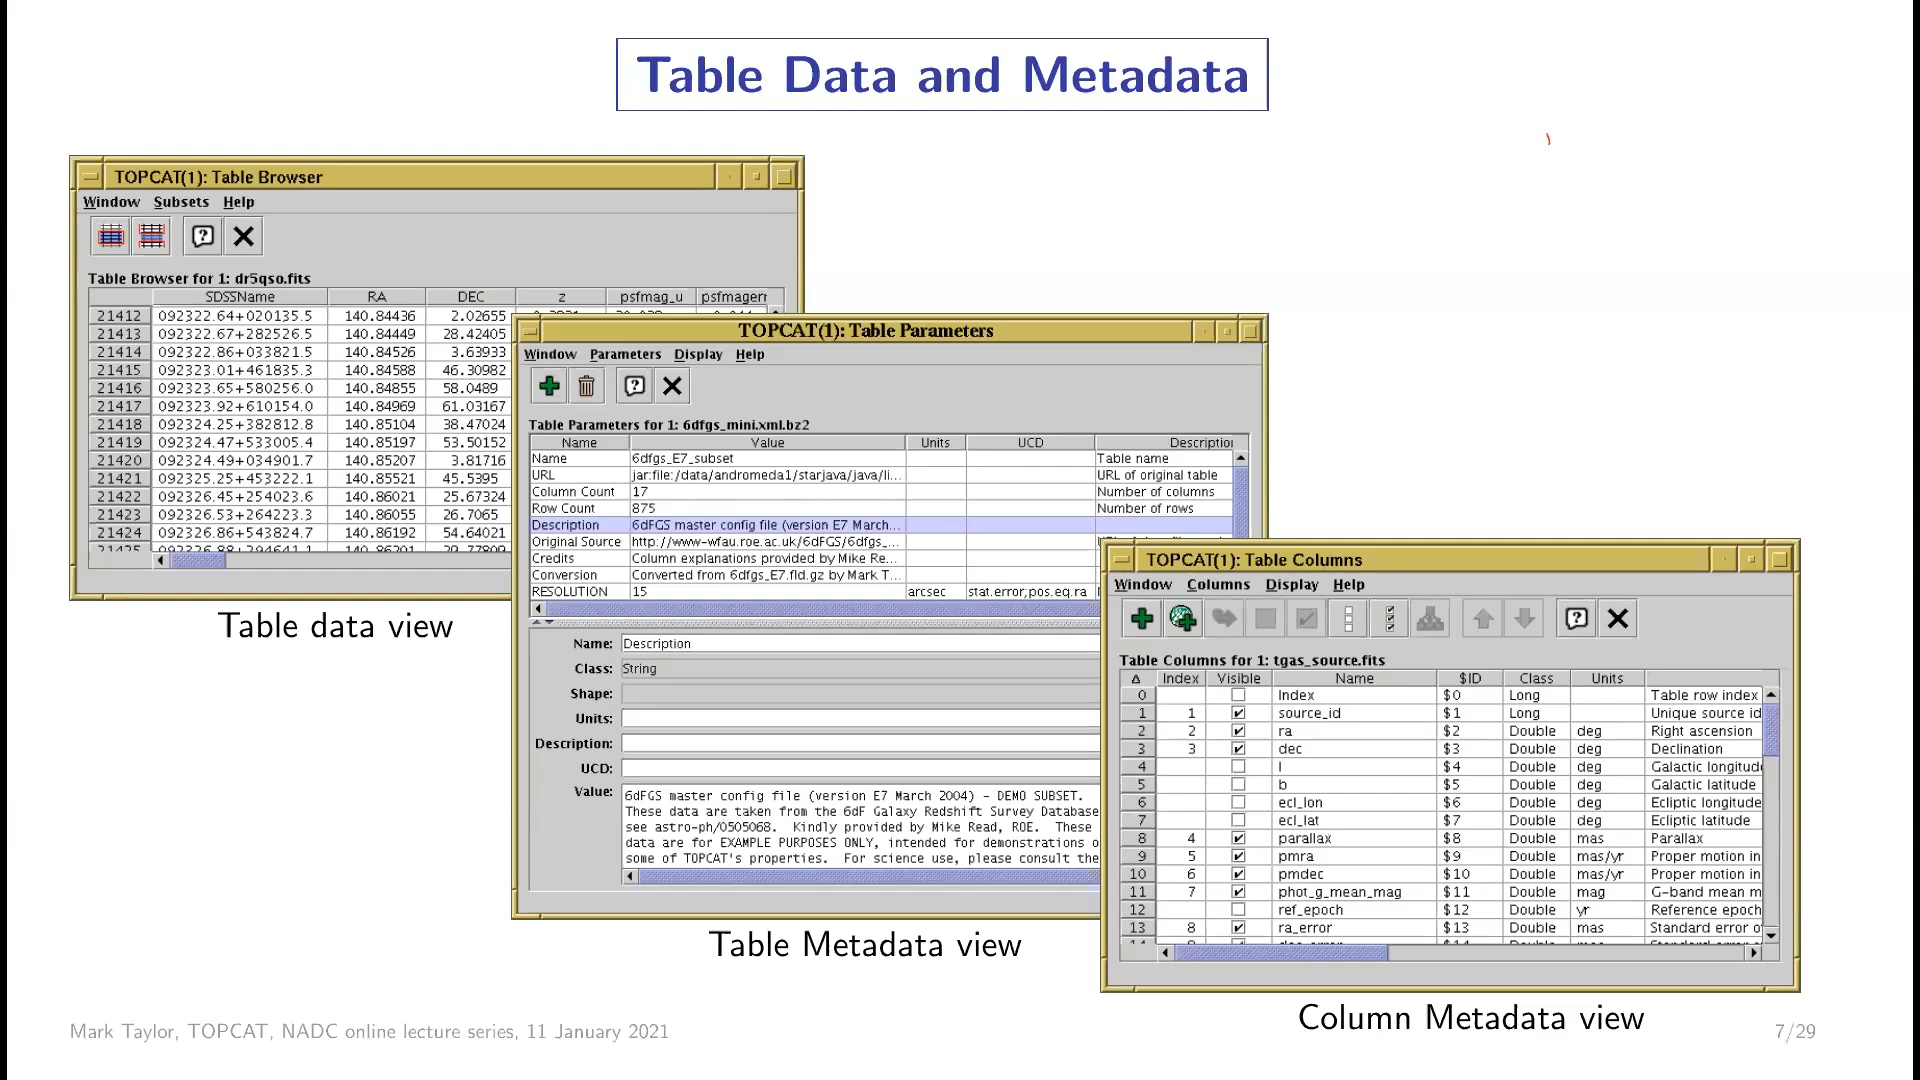 Table Data and Metadata
TOPCAT(1): Table Browser
Window Subsets Help
Table Browser for 1: dr5qso.fits
SDSSName RA DEC z psfmag_u psfmagerr
21412 092322.64+020135.5 140.84436 2.02655
21413 092322.67+282526.5 140.84449 28.42405
21414 092322.86+033821.5 140.84526 3.63933
21415 092323.01+461835.3 140.84588 46.30982
21416 092323.65+580256.0 140.84855 58.0489
21417 092323.92+610154.0 140.84969 61.03167
21418 092324.25+382812.8 140.85104 38.47024
21419 092324.47+533005.4 140.85197 53.50152
21420 092324.49+034901.7 140.85207 3.81716
21421 092325.25+453222.1 140.85521 45.5395
21422 092326.45+254023.6 140.86021 25.67324
21423 092326.53+264223.3 140.86055 26.7065
21424 092326.86+543824.7 140.86192 54.64021
Table data view
TOPCAT(1): Table Parameters
Window Parameters Display Help
Table Parameters for 1: 6dfgs_mini.xml.bz2
Name Value Units UCD Descriptio
Name 6dfgs_E7_subset Table name
URL jar:file:/data/andromeda1/starjava/java/li... URL of original table
Column Count 17 Number of columns
Row Count 875 Number of rows
Description 6dFGS master config file (version E7 March...
Original Source http://www-wfau.roe.ac.uk/6dFGS/6dfgs_...
Credits Column explanations provided by Mike Re...
Conversion Converted from 6dfgs_E7.fld.gz by Mark T...
RESOLUTION 15 arcsec stat.error;pos.eq.ra
Name: Description
Class: String
Shape:
Units:
Description:
UCD:
Value: 6dFGS master config file (version E7 March 2004) - DEMO SUBSET.
These data are taken from the 6dF Galaxy Redshift Survey Database
see astro-ph/0505068. Kindly provided by Mike Read, ROE. These
data are for EXAMPLE PURPOSES ONLY, intended for demonstrations o
some of TOPCAT's properties. For science use, please consult the
Table Metadata view
TOPCAT(1): Table Columns
Window Columns Display Help
Table Columns for 1: tgas_source.fits
Δ Index Visible Name $ID Class Units
0 Index $0 Long Table row index
1 1 source_id $1 Long Unique source id
2 2 ra $2 Double deg Right ascension
3 3 dec $3 Double deg Declination
4 l $4 Double deg Galactic longitud
5 b $5 Double deg Galactic latitude
6 ecl_lon $6 Double deg Ecliptic longitude
7 ecl_lat $7 Double deg Ecliptic latitude
8 4 parallax $8 Double mas Parallax
9 5 pmra $9 Double mas/yr Proper motion in
10 6 pmdec $10 Double mas/yr Proper motion in
11 7 phot_g_mean_mag $11 Double mag G-band mean m
12 ref_epoch $12 Double yr Reference epoch
13 8 ra_error $13 Double mas Standard error o
Column Metadata view
Mark Taylor, TOPCAT, NADC online lecture series, 11 January 2021
7/29